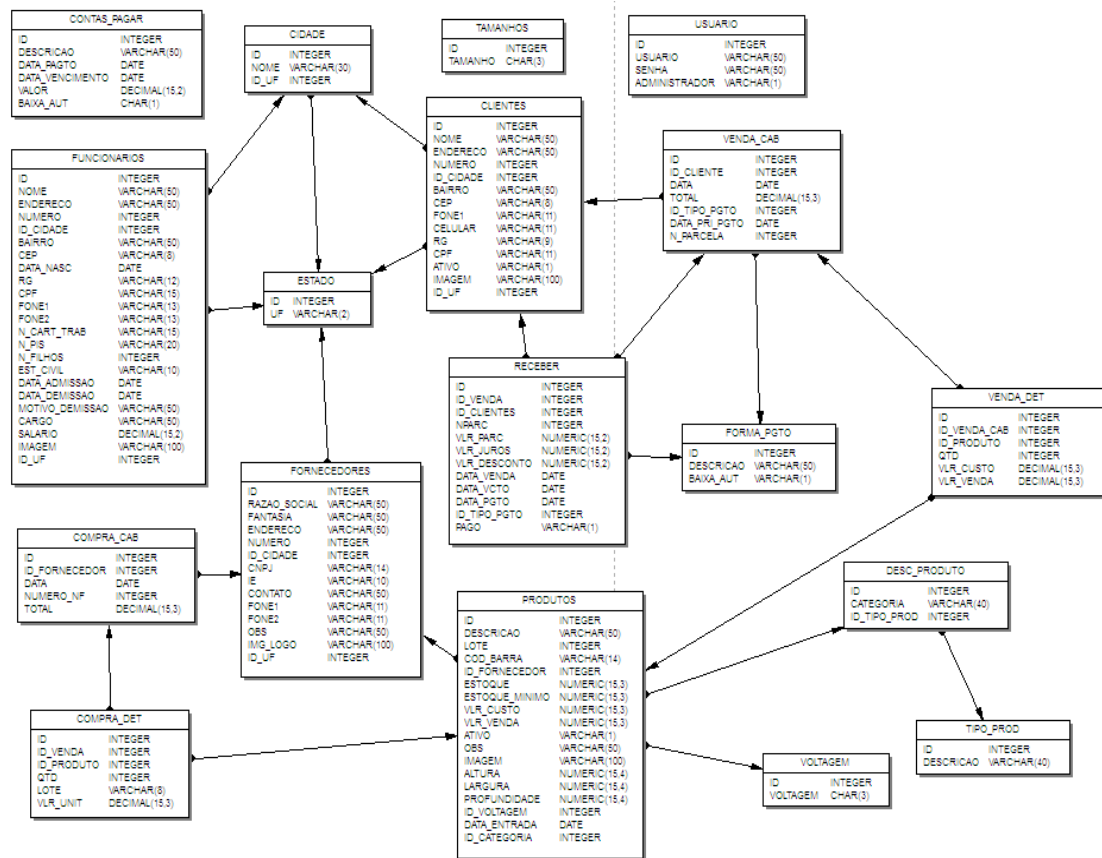 CONTAS_PAGAR
ID INTEGER
DESCRICAO VARCHAR(50)
DATA_PAGTO DATE
DATA_VENCIMENTO DATE
VALOR DECIMAL(15,2)
BAIXA_AUT CHAR(1)
CIDADE
ID INTEGER
NOME VARCHAR(30)
ID_UF INTEGER
TAMANHOS
ID INTEGER
TAMANHO CHAR(3)
USUARIO
ID INTEGER
USUARIO VARCHAR(50)
SENHA VARCHAR(50)
ADMINISTRADOR VARCHAR(1)
CLIENTES
ID INTEGER
NOME VARCHAR(50)
ENDERECO VARCHAR(50)
NUMERO INTEGER
ID_CIDADE INTEGER
BAIRRO VARCHAR(50)
CEP VARCHAR(8)
FONE1 VARCHAR(11)
CELULAR VARCHAR(11)
RG VARCHAR(9)
CPF VARCHAR(11)
ATIVO VARCHAR(1)
IMAGEM VARCHAR(100)
ID_UF INTEGER
VENDA_CAB
ID INTEGER
ID_CLIENTE INTEGER
DATA DATE
TOTAL DECIMAL(15,3)
ID_TIPO_PGTO INTEGER
DATA_PRI_PGTO DATE
N_PARCELA INTEGER
FUNCIONARIOS
ID INTEGER
NOME VARCHAR(50)
ENDERECO VARCHAR(50)
NUMERO INTEGER
ID_CIDADE INTEGER
BAIRRO VARCHAR(50)
CEP VARCHAR(8)
DATA_NASC DATE
RG VARCHAR(12)
CPF VARCHAR(15)
FONE1 VARCHAR(13)
FONE2 VARCHAR(13)
N_CART_TRAB VARCHAR(15)
N_PIS VARCHAR(20)
N_FILHOS INTEGER
EST_CIVIL VARCHAR(10)
DATA_ADMISSAO DATE
DATA_DEMISSAO DATE
MOTIVO_DEMISSAO VARCHAR(50)
CARGO VARCHAR(50)
SALARIO DECIMAL(15,2)
IMAGEM VARCHAR(100)
ID_UF INTEGER
ESTADO
ID INTEGER
UF VARCHAR(2)
RECEBER
ID INTEGER
ID_VENDA INTEGER
ID_CLIENTES INTEGER
NPARC INTEGER
VLR_PARC NUMERIC(15,2)
VLR_JUROS NUMERIC(15,2)
VLR_DESCONTO NUMERIC(15,2)
DATA_VENDA DATE
DATA_VCTO DATE
DATA_PGTO DATE
ID_TIPO_PGTO INTEGER
PAGO VARCHAR(1)
FORMA_PGTO
ID INTEGER
DESCRICAO VARCHAR(50)
BAIXA_AUT VARCHAR(1)
VENDA_DET
ID INTEGER
ID_VENDA_CAB INTEGER
ID_PRODUTO INTEGER
QTD INTEGER
VLR_CUSTO DECIMAL(15,3)
VLR_VENDA DECIMAL(15,3)
FORNECEDORES
ID INTEGER
RAZAO_SOCIAL VARCHAR(50)
FANTASIA VARCHAR(50)
ENDERECO VARCHAR(50)
NUMERO INTEGER
ID_CIDADE INTEGER
CNPJ VARCHAR(14)
IE VARCHAR(10)
CONTATO VARCHAR(50)
FONE1 VARCHAR(11)
FONE2 VARCHAR(11)
OBS VARCHAR(50)
IMG_LOGO VARCHAR(100)
ID_UF INTEGER
COMPRA_CAB
ID INTEGER
ID_FORNECEDOR INTEGER
DATA DATE
NUMERO_NF INTEGER
TOTAL DECIMAL(15,3)
DESC_PRODUTO
ID INTEGER
CATEGORIA VARCHAR(40)
ID_TIPO_PROD INTEGER
PRODUTOS
ID INTEGER
DESCRICAO VARCHAR(50)
LOTE INTEGER
COD_BARRA VARCHAR(14)
ID_FORNECEDOR INTEGER
ESTOQUE NUMERIC(15,3)
ESTOQUE_MINIMO NUMERIC(15,3)
VLR_CUSTO NUMERIC(15,3)
VLR_VENDA NUMERIC(15,3)
ATIVO VARCHAR(1)
OBS VARCHAR(50)
IMAGEM VARCHAR(100)
ALTURA NUMERIC(15,4)
LARGURA NUMERIC(15,4)
PROFUNDIDADE NUMERIC(15,4)
ID_VOLTAGEM INTEGER
DATA_ENTRADA DATE
ID_CATEGORIA INTEGER
COMPRA_DET
ID INTEGER
ID_VENDA INTEGER
ID_PRODUTO INTEGER
QTD INTEGER
LOTE VARCHAR(8)
VLR_UNIT DECIMAL(15,3)
TIPO_PROD
ID INTEGER
DESCRICAO VARCHAR(40)
VOLTAGEM
ID INTEGER
VOLTAGEM CHAR(3)